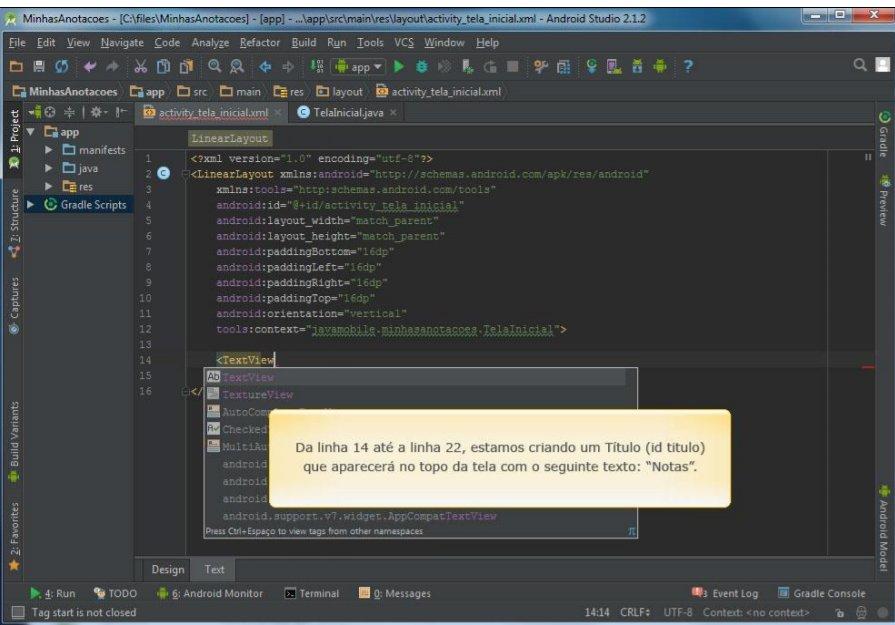 MinhasAnotacoes - [C:\files\MinhasAnotacoes] - [app] - ...\app\src\main\res\layout\activity_tela_inicial.xml - Android Studio 2.1.2
File Edit View Navigate Code Analyze Refactor Build Run Tools VCS Window Help
app
MinhasAnotacoes app src main res layout activity_tela_inicial.xml
activity_tela_inicial.xml TelaInicial.java
1: Project
7: Structure
Captures
Build Variants
2: Favorites
app
manifests
java
res
Gradle Scripts
LinearLayout
1 <?xml version="1.0" encoding="utf-8"?>
2 <LinearLayout xmlns:android="http://schemas.android.com/apk/res/android"
3 xmlns:tools="http:schemas.android.com/tools"
4 android:id="@+id/activity_tela_inicial"
5 android:layout_width="match_parent"
6 android:layout_height="match_parent"
7 android:paddingBottom="16dp"
8 android:paddingLeft="16dp"
9 android:paddingRight="16dp"
10 android:paddingTop="16dp"
11 android:orientation="vertical"
12 tools:context="javamobile.minhasanotacoes.TelaInicial">
13
14 <TextView
15
16 </
Ab TextView
TextureView
AutoCom
Checked
MultiAu
android
android
android
android.support.v7.widget.AppCompatTextView
Press Ctrl+Espaço to view tags from other namespaces π
Da linha 14 até a linha 22, estamos criando um Título (id titulo)
que aparecerá no topo da tela com o seguinte texto: “Notas”.
Gradle
Preview
Android Model
Design Text
4: Run TODO 6: Android Monitor Terminal 0: Messages 3 Event Log Gradle Console
Tag start is not closed 14:14 CRLF UTF-8 Context: <no context>